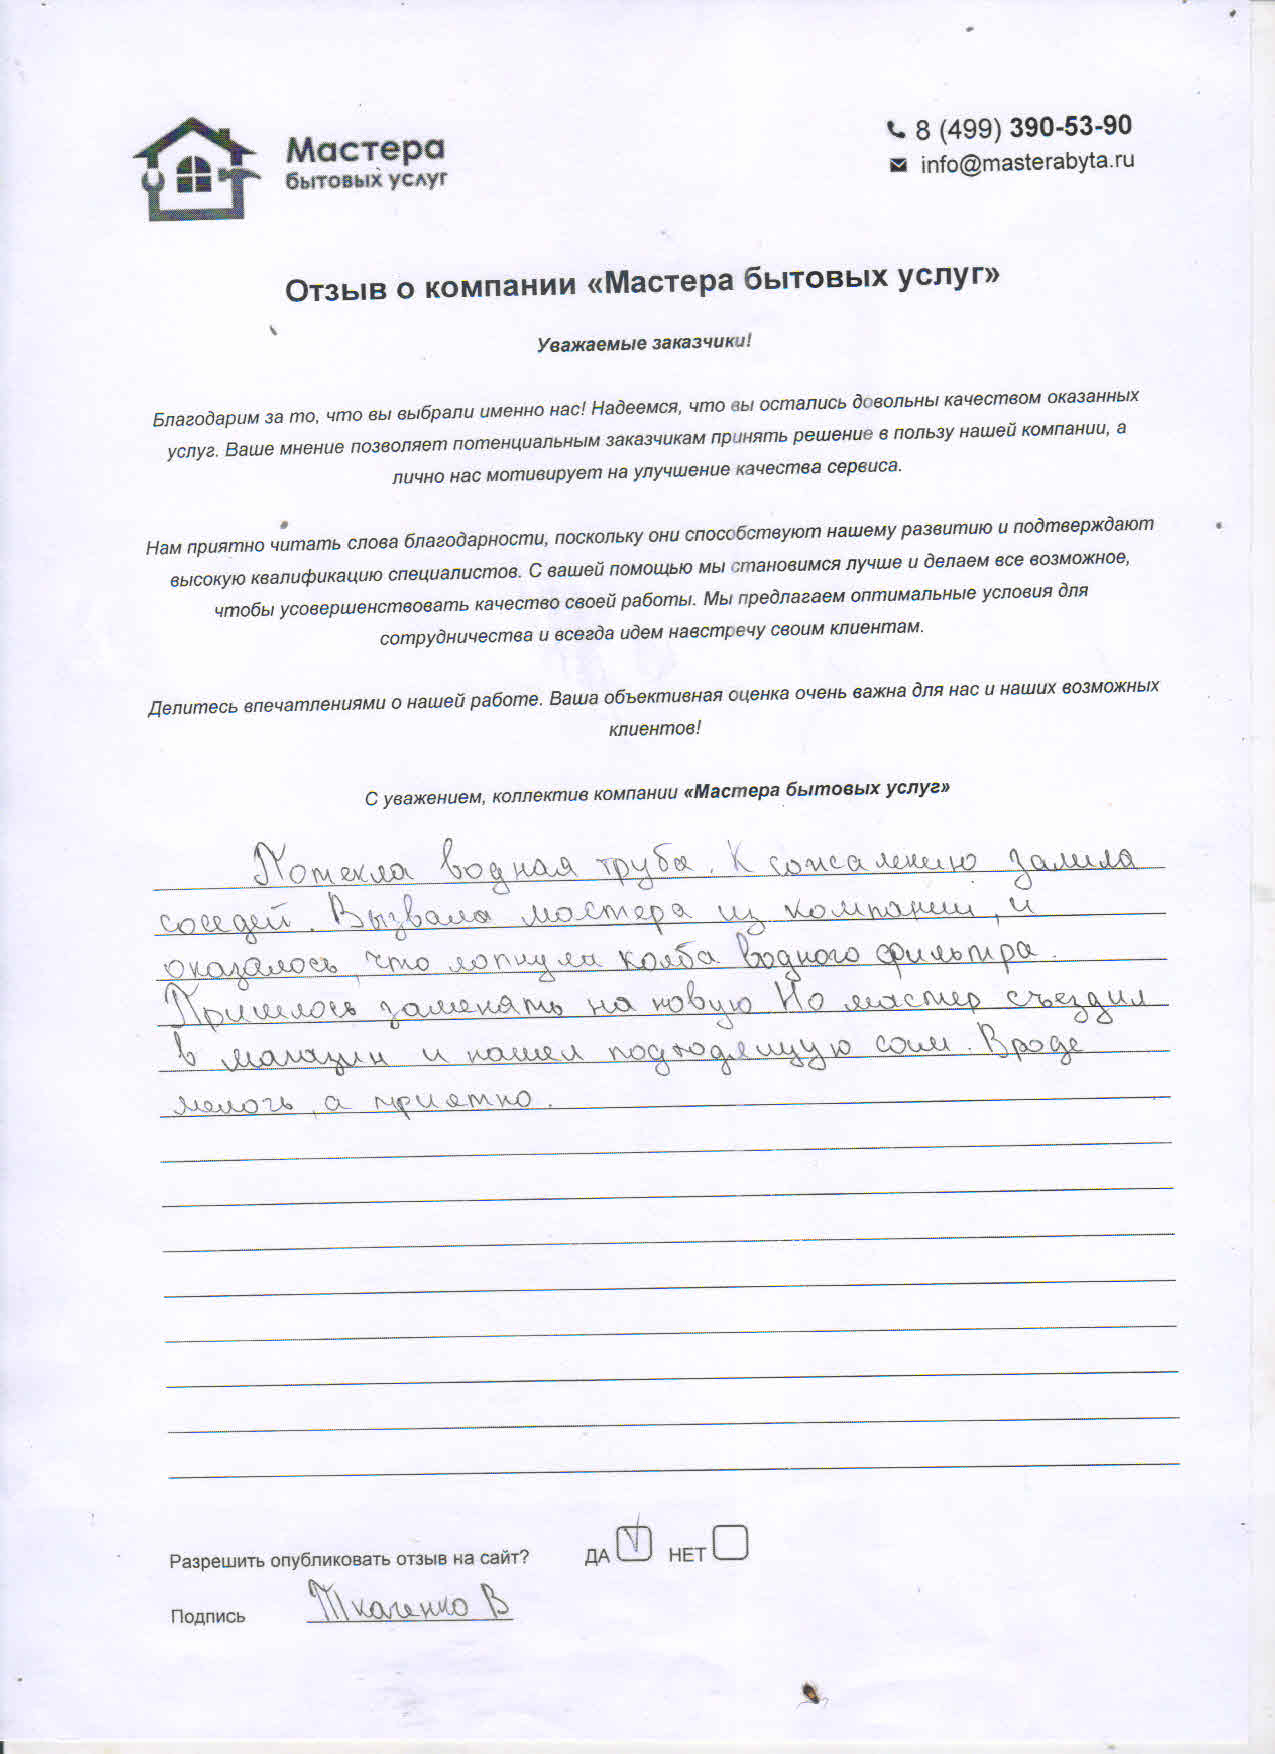 Мастера
бытовых услуг
8 (499) 390-53-90
info@masterabyta.ru
Отзыв о компании «Мастера бытовых услуг»
Уважаемые заказчики!
Благодарим за то, что вы выбрали именно нас! Надеемся, что вы остались довольны качеством оказанных
услуг. Ваше мнение позволяет потенциальным заказчикам принять решение в пользу нашей компании, а
лично нас мотивирует на улучшение качества сервиса.
Нам приятно читать слова благодарности, поскольку они способствуют нашему развитию и подтверждают
высокую квалификацию специалистов. С вашей помощью мы становимся лучше и делаем все возможное,
чтобы усовершенствовать качество своей работы. Мы предлагаем оптимальные условия для
сотрудничества и всегда идем навстречу своим клиентам.
Делитесь впечатлениями о нашей работе. Ваша объективная оценка очень важна для нас и наших возможных
клиентов!
С уважением, коллектив компании «Мастера бытовых услуг»
Потекла водная труба. К сожалению залила
соседей. Вызвала мастера из компании, и
оказалось, что лопнули колба водного фильтра.
Пришлось заменять на новую Но мастер съездил
в магазин и нашел подходящую сам. Вроде
мелочь, а приятно.
Разрешить опубликовать отзыв на сайт? ДА НЕТ
Подпись Ткаченко В